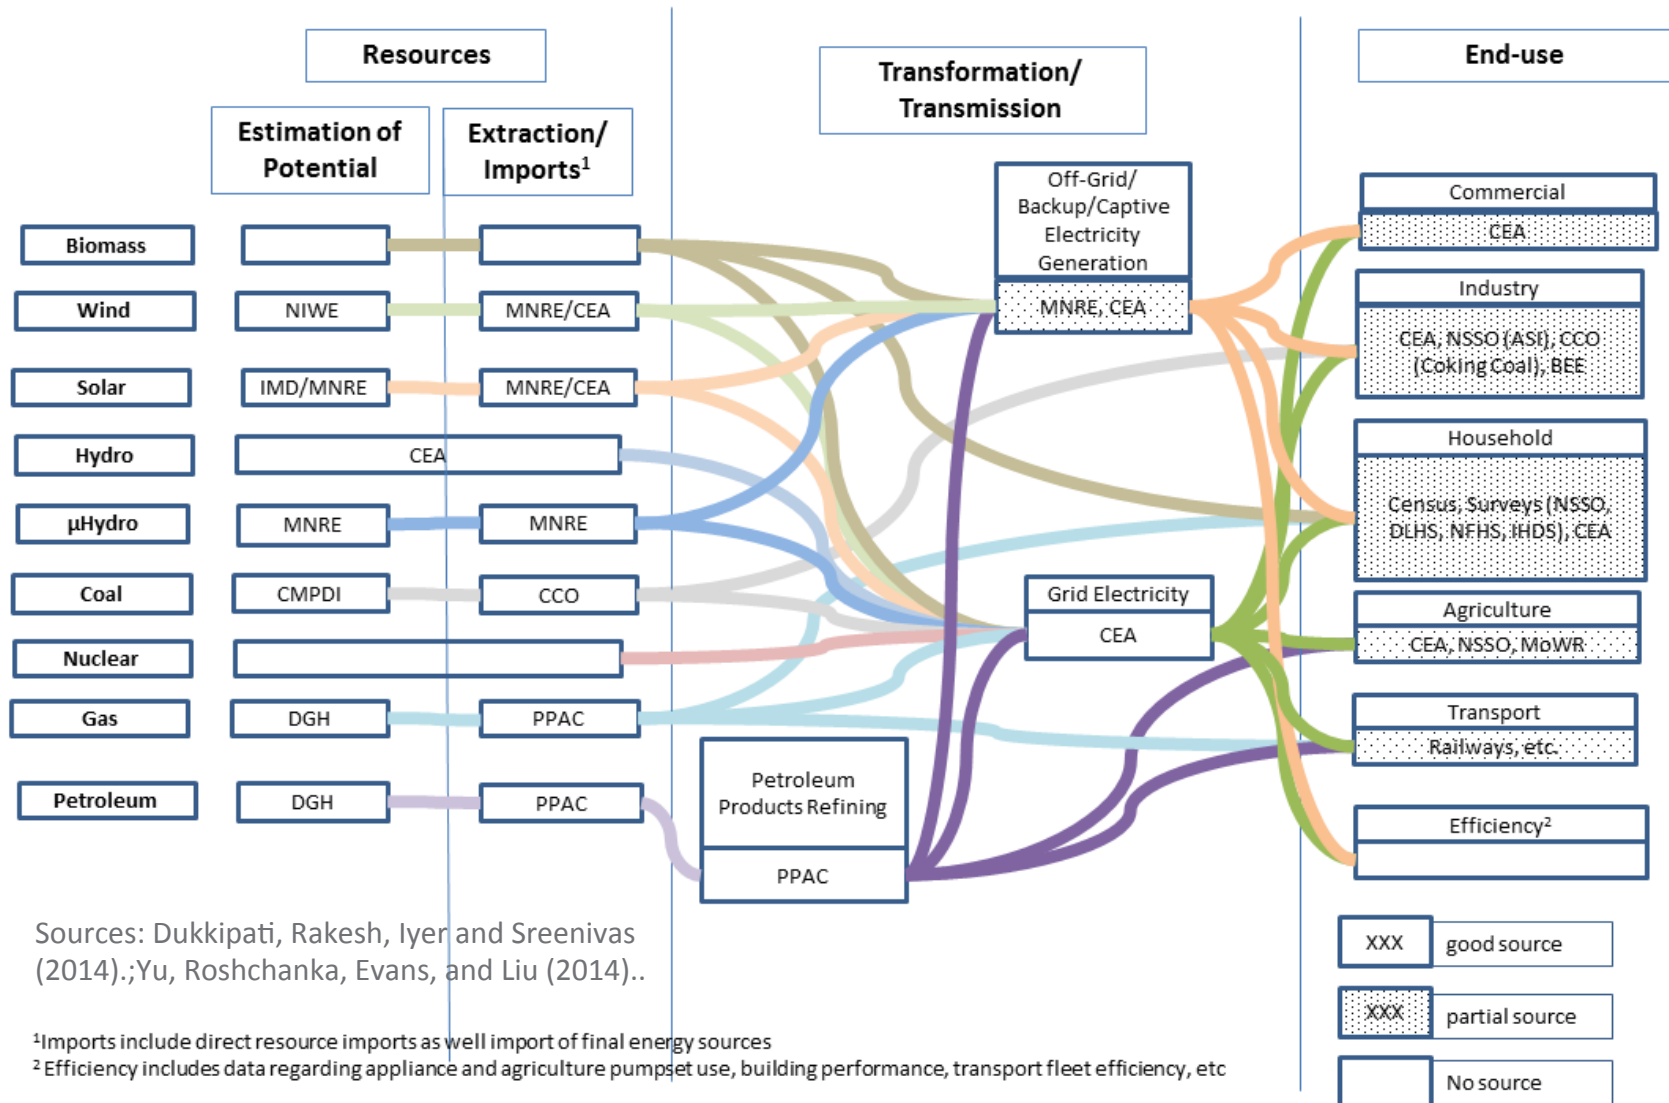 Resources
Transformation/
Transmission
End-use
Estimation of
Potential
Extraction/
Imports¹
Off-Grid/
Backup/Captive
Electricity
Generation
MNRE, CEA
Commercial
CEA
Biomass
Wind
NIWE
MNRE/CEA
Industry
CEA, NSSO (ASI), CCO
(Coking Coal), BEE
Solar
IMD/MNRE
MNRE/CEA
Hydro
CEA
Household
Census, Surveys (NSSO,
DLHS, NFHS, IHDS), CEA
µHydro
MNRE
MNRE
Coal
CMPDI
CCO
Grid Electricity
CEA
Agriculture
CEA, NSSO, MoWR
Nuclear
Gas
DGH
PPAC
Transport
Railways, etc.
Petroleum
DGH
PPAC
Petroleum
Products Refining
PPAC
Efficiency²
Sources: Dukkipati, Rakesh, Iyer and Sreenivas
(2014).;Yu, Roshchanka, Evans, and Liu (2014)..
XXX good source
XXX partial source
No source
¹Imports include direct resource imports as well import of final energy sources
² Efficiency includes data regarding appliance and agriculture pumpset use, building performance, transport fleet efficiency, etc